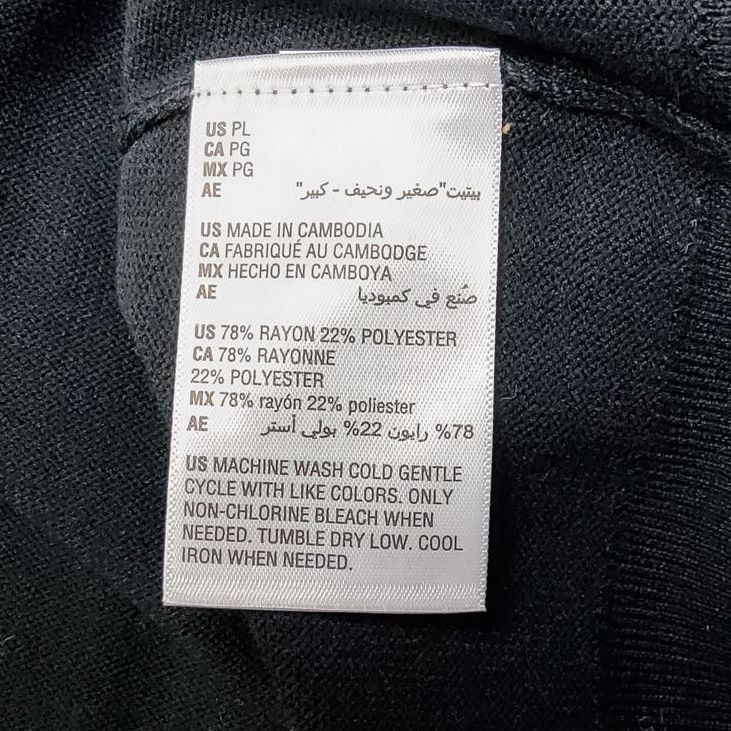 US PL
CA PG
MX PG
AE بيتيت"صغير ونحيف - كبير"
US MADE IN CAMBODIA
CA FABRIQUÉ AU CAMBODGE
MX HECHO EN CAMBOYA
AE صُنع في كمبوديا
US 78% RAYON 22% POLYESTER
CA 78% RAYONNE
22% POLYESTER
MX 78% rayón 22% poliester
AE 78% رايون 22% بولي أستر
US MACHINE WASH COLD GENTLE
CYCLE WITH LIKE COLORS. ONLY
NON-CHLORINE BLEACH WHEN
NEEDED. TUMBLE DRY LOW. COOL
IRON WHEN NEEDED.